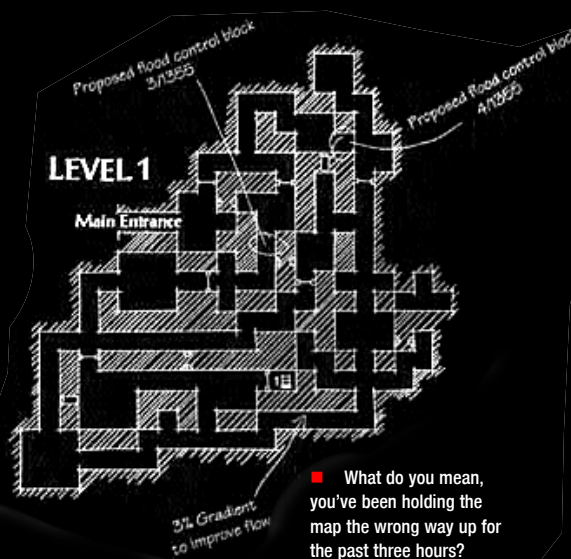 Proposed flood control block
3/1355
Proposed flood control block
4/1355
LEVEL 1
Main Entrance
3% Gradient
to improve flow
What do you mean,
you've been holding the
map the wrong way up for
the past three hours?